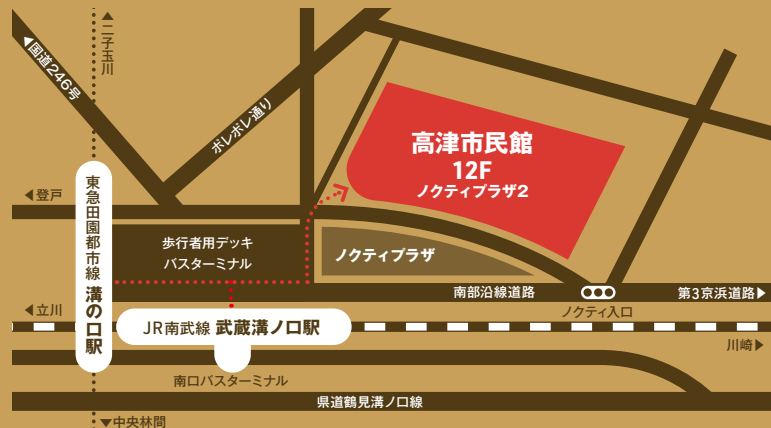 ▲二子玉川
◀国道246号
ポレポレ通り
高津市民館
12F
ノクティプラザ2
◀登戸
東急田園都市線 溝の口駅
歩行者用デッキ
バスターミナル
ノクティプラザ
南部沿線道路
第3京浜道路▶
◀立川
ノクティ入口
JR南武線 武蔵溝ノ口駅
川崎▶
南口バスターミナル
県道鶴見溝ノ口線
▼中央林間